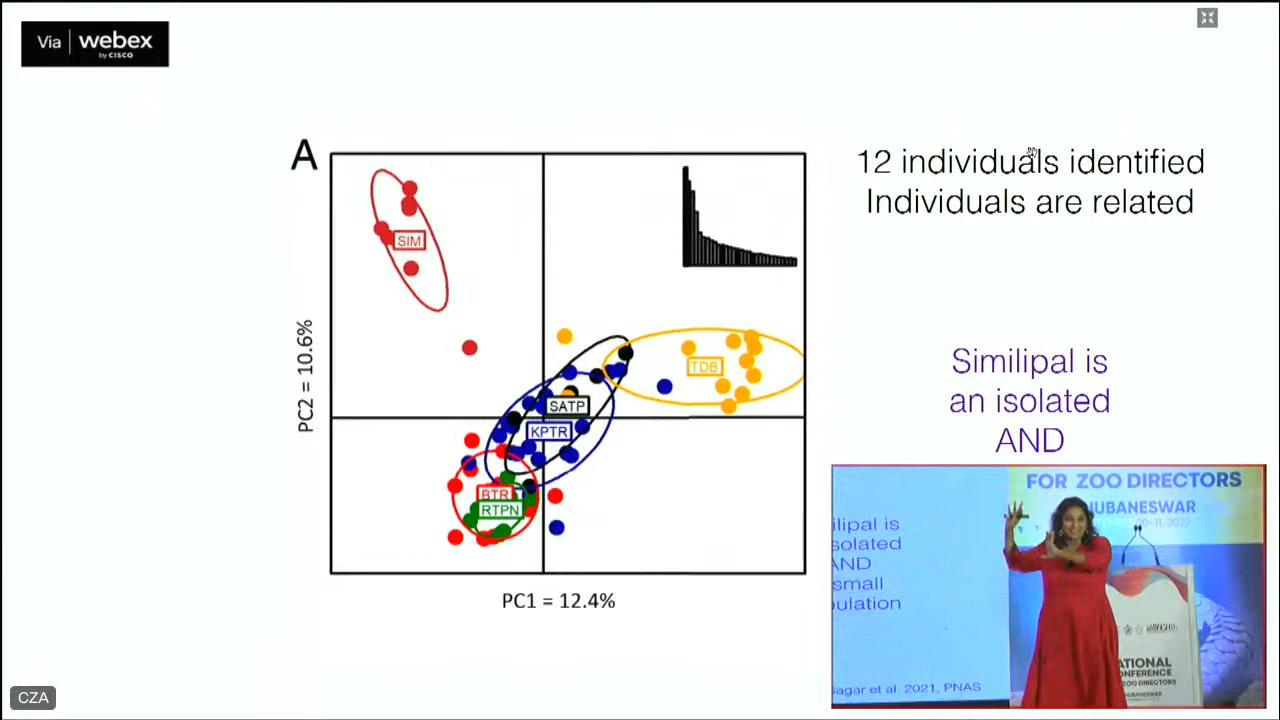 Via webex
by CISCO
A
12 individuals identified
Individuals are related
SIM
PC2 = 10.6%
TDB
SATP
KPTR
BTR
RTPN
PC1 = 12.4%
Similipal is
an isolated
AND
FOR ZOO DIRECTORS
HUBANESWAR
ilipal is
solated
AND
small
ulation
ATIONAL
ONFERENCE
ZOO DIRECTORS
HUBANESWAR
Sagar et al. 2021, PNAS
CZA